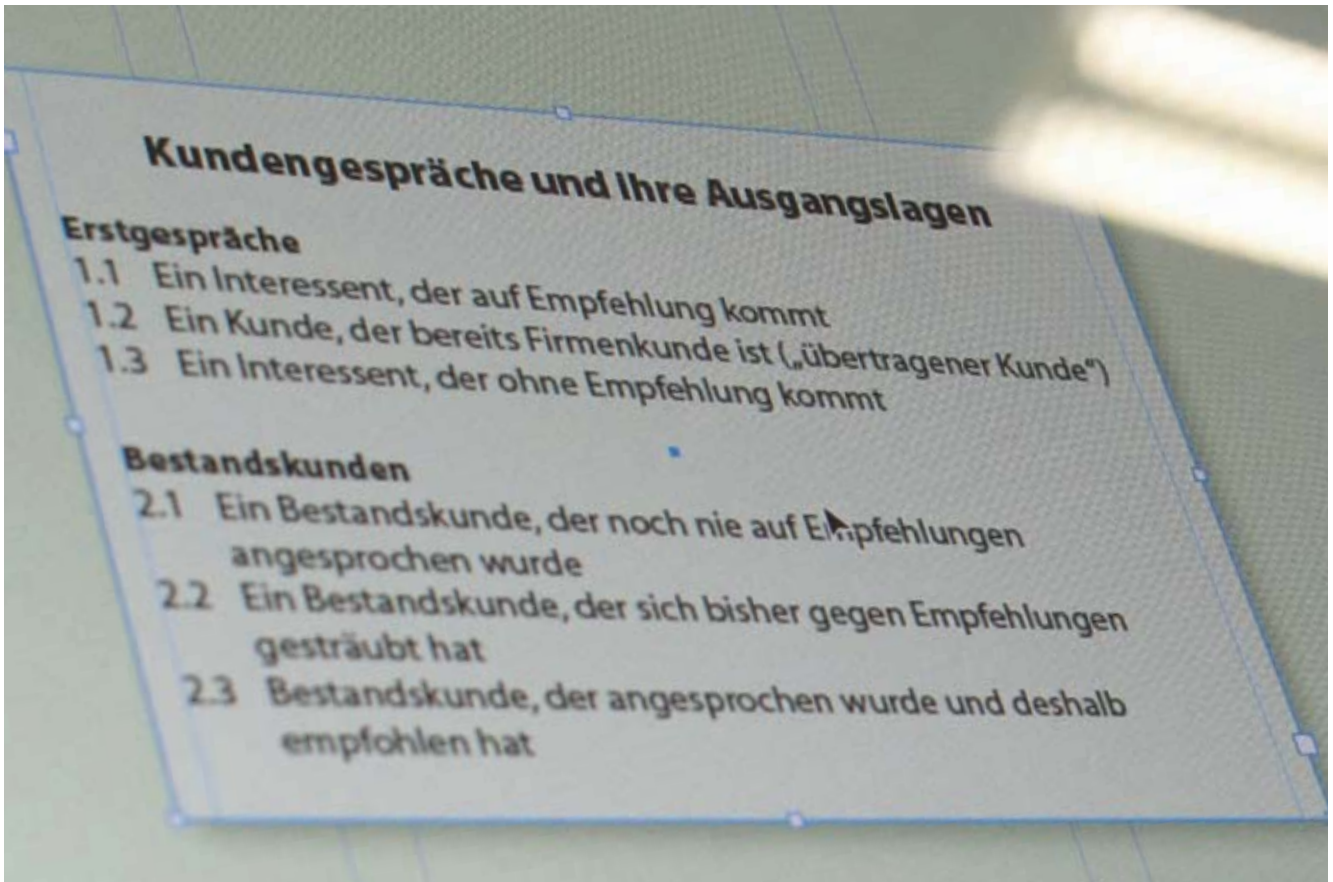 Kundengespräche und Ihre Ausgangslagen
Erstgespräche
1.1 Ein Interessent, der auf Empfehlung kommt
1.2 Ein Kunde, der bereits Firmenkunde ist („übertragener Kunde“)
1.3 Ein Interessent, der ohne Empfehlung kommt
Bestandskunden
2.1 Ein Bestandskunde, der noch nie auf Empfehlungen
angesprochen wurde
2.2 Ein Bestandskunde, der sich bisher gegen Empfehlungen
gesträubt hat
2.3 Bestandskunde, der angesprochen wurde und deshalb
empfohlen hat